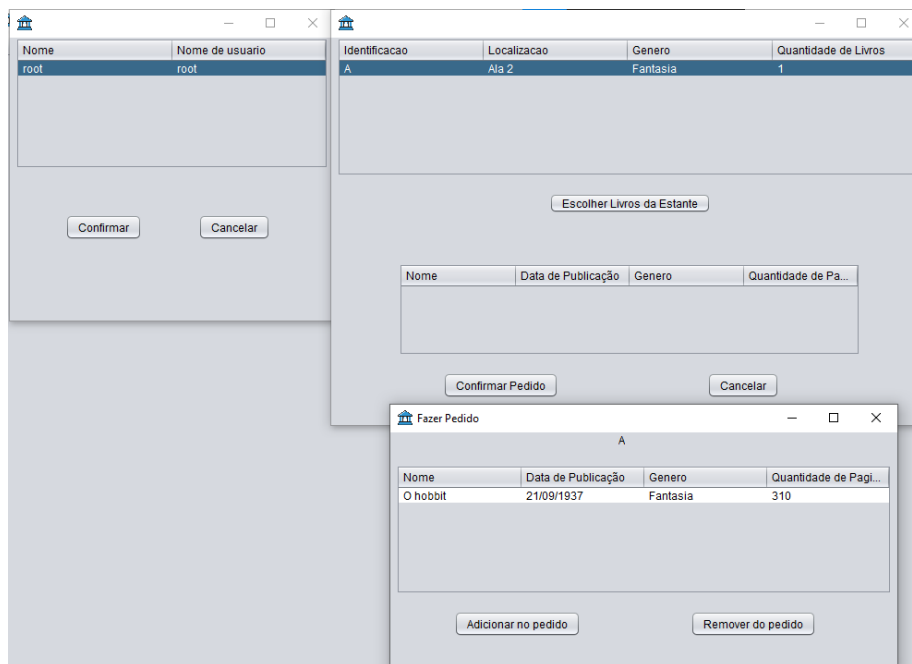 Nome Nome de usuario
root root
Confirmar Cancelar
Identificacao Localizacao Genero Quantidade de Livros
A Ala 2 Fantasia 1
Escolher Livros da Estante
Nome Data de Publicação Genero Quantidade de Pa...
Confirmar Pedido Cancelar
Fazer Pedido
A
Nome Data de Publicação Genero Quantidade de Pagi...
O hobbit 21/09/1937 Fantasia 310
Adicionar no pedido Remover do pedido